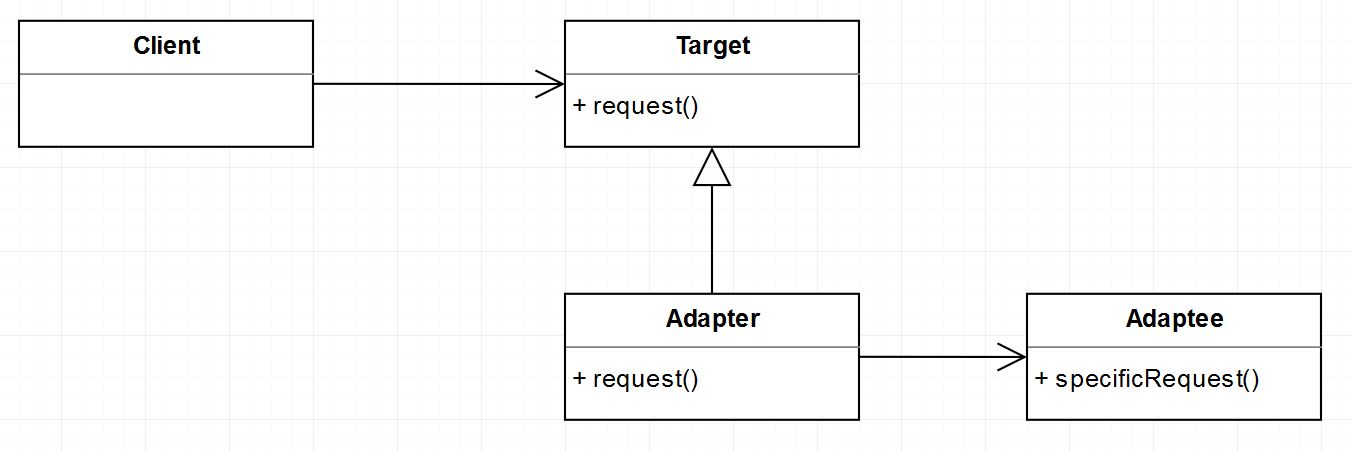 Client
Target
+ request()
Adapter
+ request()
Adaptee
+ specificRequest()